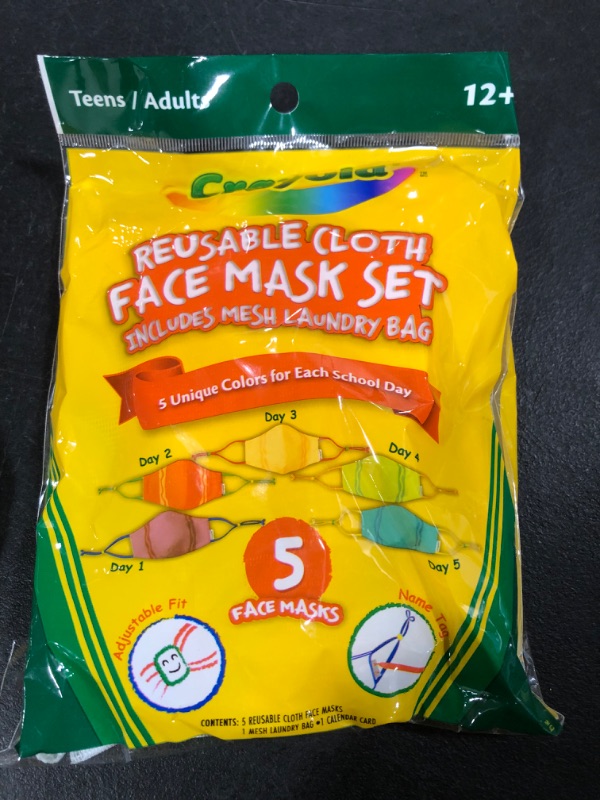 Teens / Adults
12+
Crayola
REUSABLE CLOTH
FACE MASK SET
INCLUDES MESH LAUNDRY BAG
5 Unique Colors for Each School Day
Day 3
Day 2
Day 4
Day 1
Day 5
5
FACE MASKS
Adjustable Fit
Name Tag
CONTENTS: 5 REUSABLE CLOTH FACE MASKS
1 MESH LAUNDRY BAG • 1 CALENDAR CARD